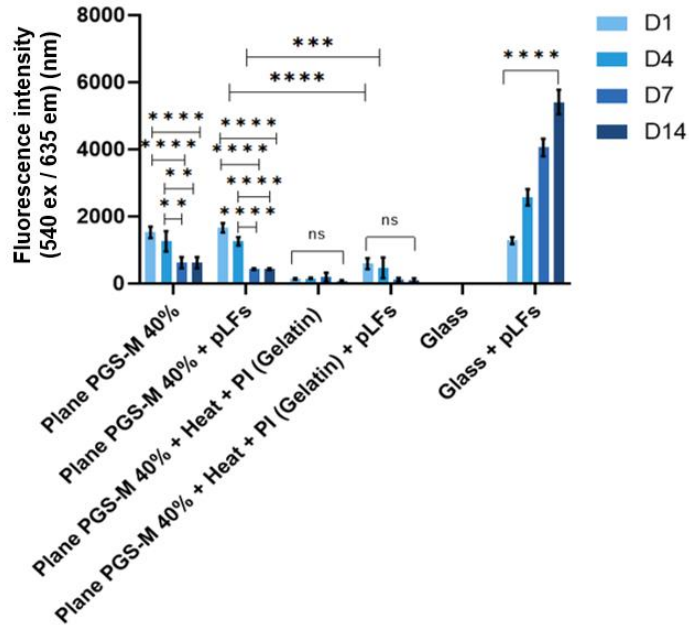 Fluorescence intensity
(540 ex / 635 em) (nm)
8000
6000
4000
2000
0
D1
D4
D7
D14
***
****
****
****
****
**
**
****
****
****
****
ns
ns
****
Plane PGS-M 40%
Plane PGS-M 40% + pLFs
Plane PGS-M 40% + Heat + PI (Gelatin)
Plane PGS-M 40% + Heat + PI (Gelatin) + pLFs
Glass
Glass + pLFs